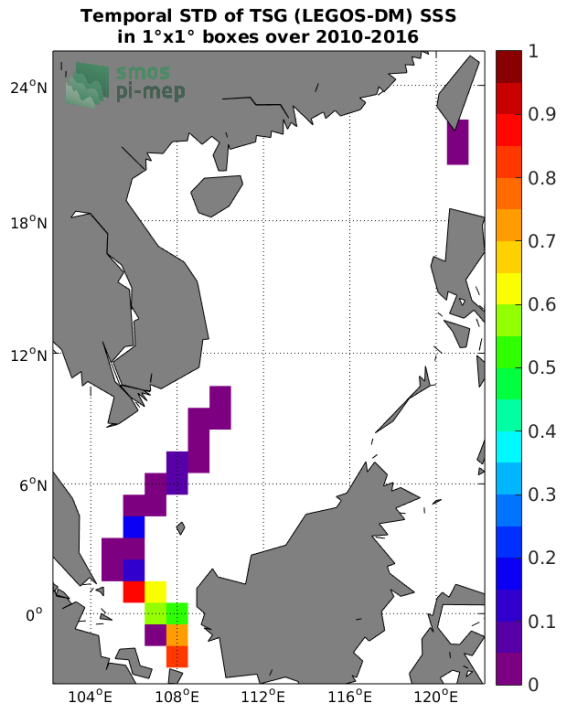 Temporal STD of TSG (LEGOS-DM) SSS
in 1°x1° boxes over 2010-2016
smos
pi-mep
24°N
18°N
12°N
6°N
0°
104°E 108°E 112°E 116°E 120°E
1
0.9
0.8
0.7
0.6
0.5
0.4
0.3
0.2
0.1
0